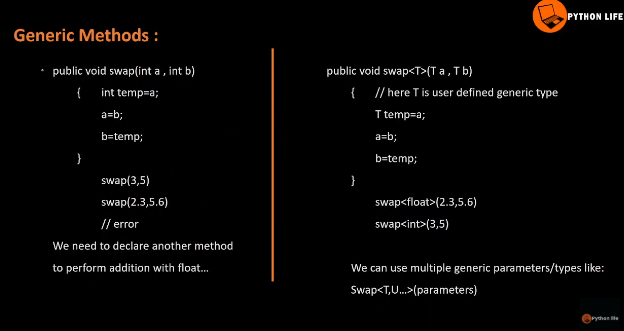 PYTHON LIFE
Generic Methods :
public void swap(int a , int b)
{ int temp=a;
a=b;
b=temp;
}
swap(3,5)
swap(2.3,5.6)
// error
We need to declare another method
to perform addition with float…
public void swap<T>(T a , T b)
{ // here T is user defined generic type
T temp=a;
a=b;
b=temp;
}
swap<float>(2.3,5.6)
swap<int>(3,5)
We can use multiple generic parameters/types like:
Swap<T,U…>(parameters)
Python life